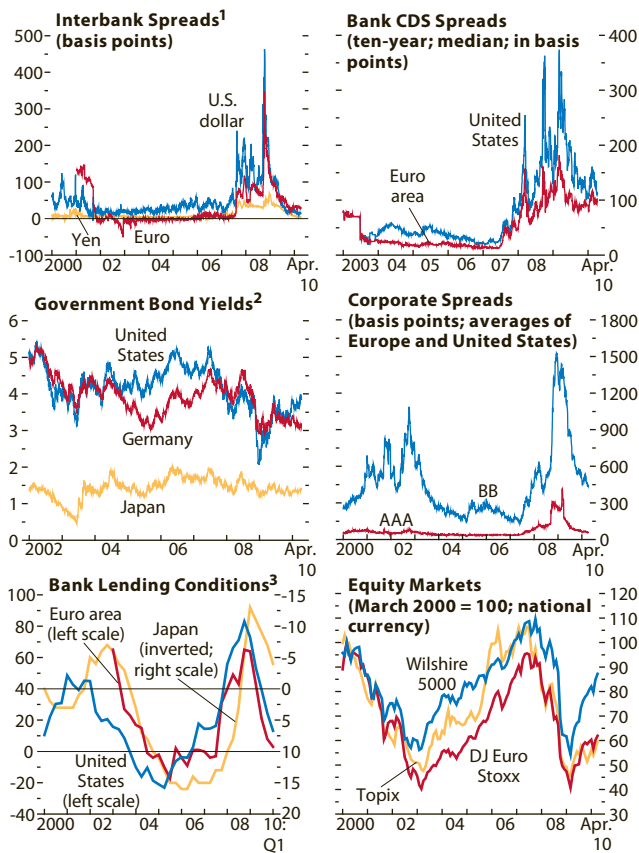 Interbank Spreads¹
(basis points)
500
400
300
200
100
0
-100
U.S.
dollar
Yen
Euro
2000 02 04 06 08 Apr.
10
Bank CDS Spreads
(ten-year; median; in basis
points)
400
300
200
100
0
United
States
Euro
area
2003 04 05 06 07 08 Apr.
10
Government Bond Yields²
6
5
4
3
2
1
0
United
States
Germany
Japan
2002 04 06 08 Apr.
10
Corporate Spreads
(basis points; averages of
Europe and United States)
1500
1200
900
600
300
0
BB
AAA
2000 02 04 06 08 Apr.
10
Bank Lending Conditions³
100
80
60
40
20
0
-20
-40
-15
-10
-5
0
5
10
15
20
Euro area
(left scale)
Japan
(inverted;
right scale)
United
States
(left scale)
2000 02 04 06 08 10:
Q1
Equity Markets
(March 2000 = 100; national
currency)
120
110
100
90
80
70
60
50
40
30
Wilshire
5000
DJ Euro
Stoxx
Topix
2000 02 04 06 08 Apr.
10